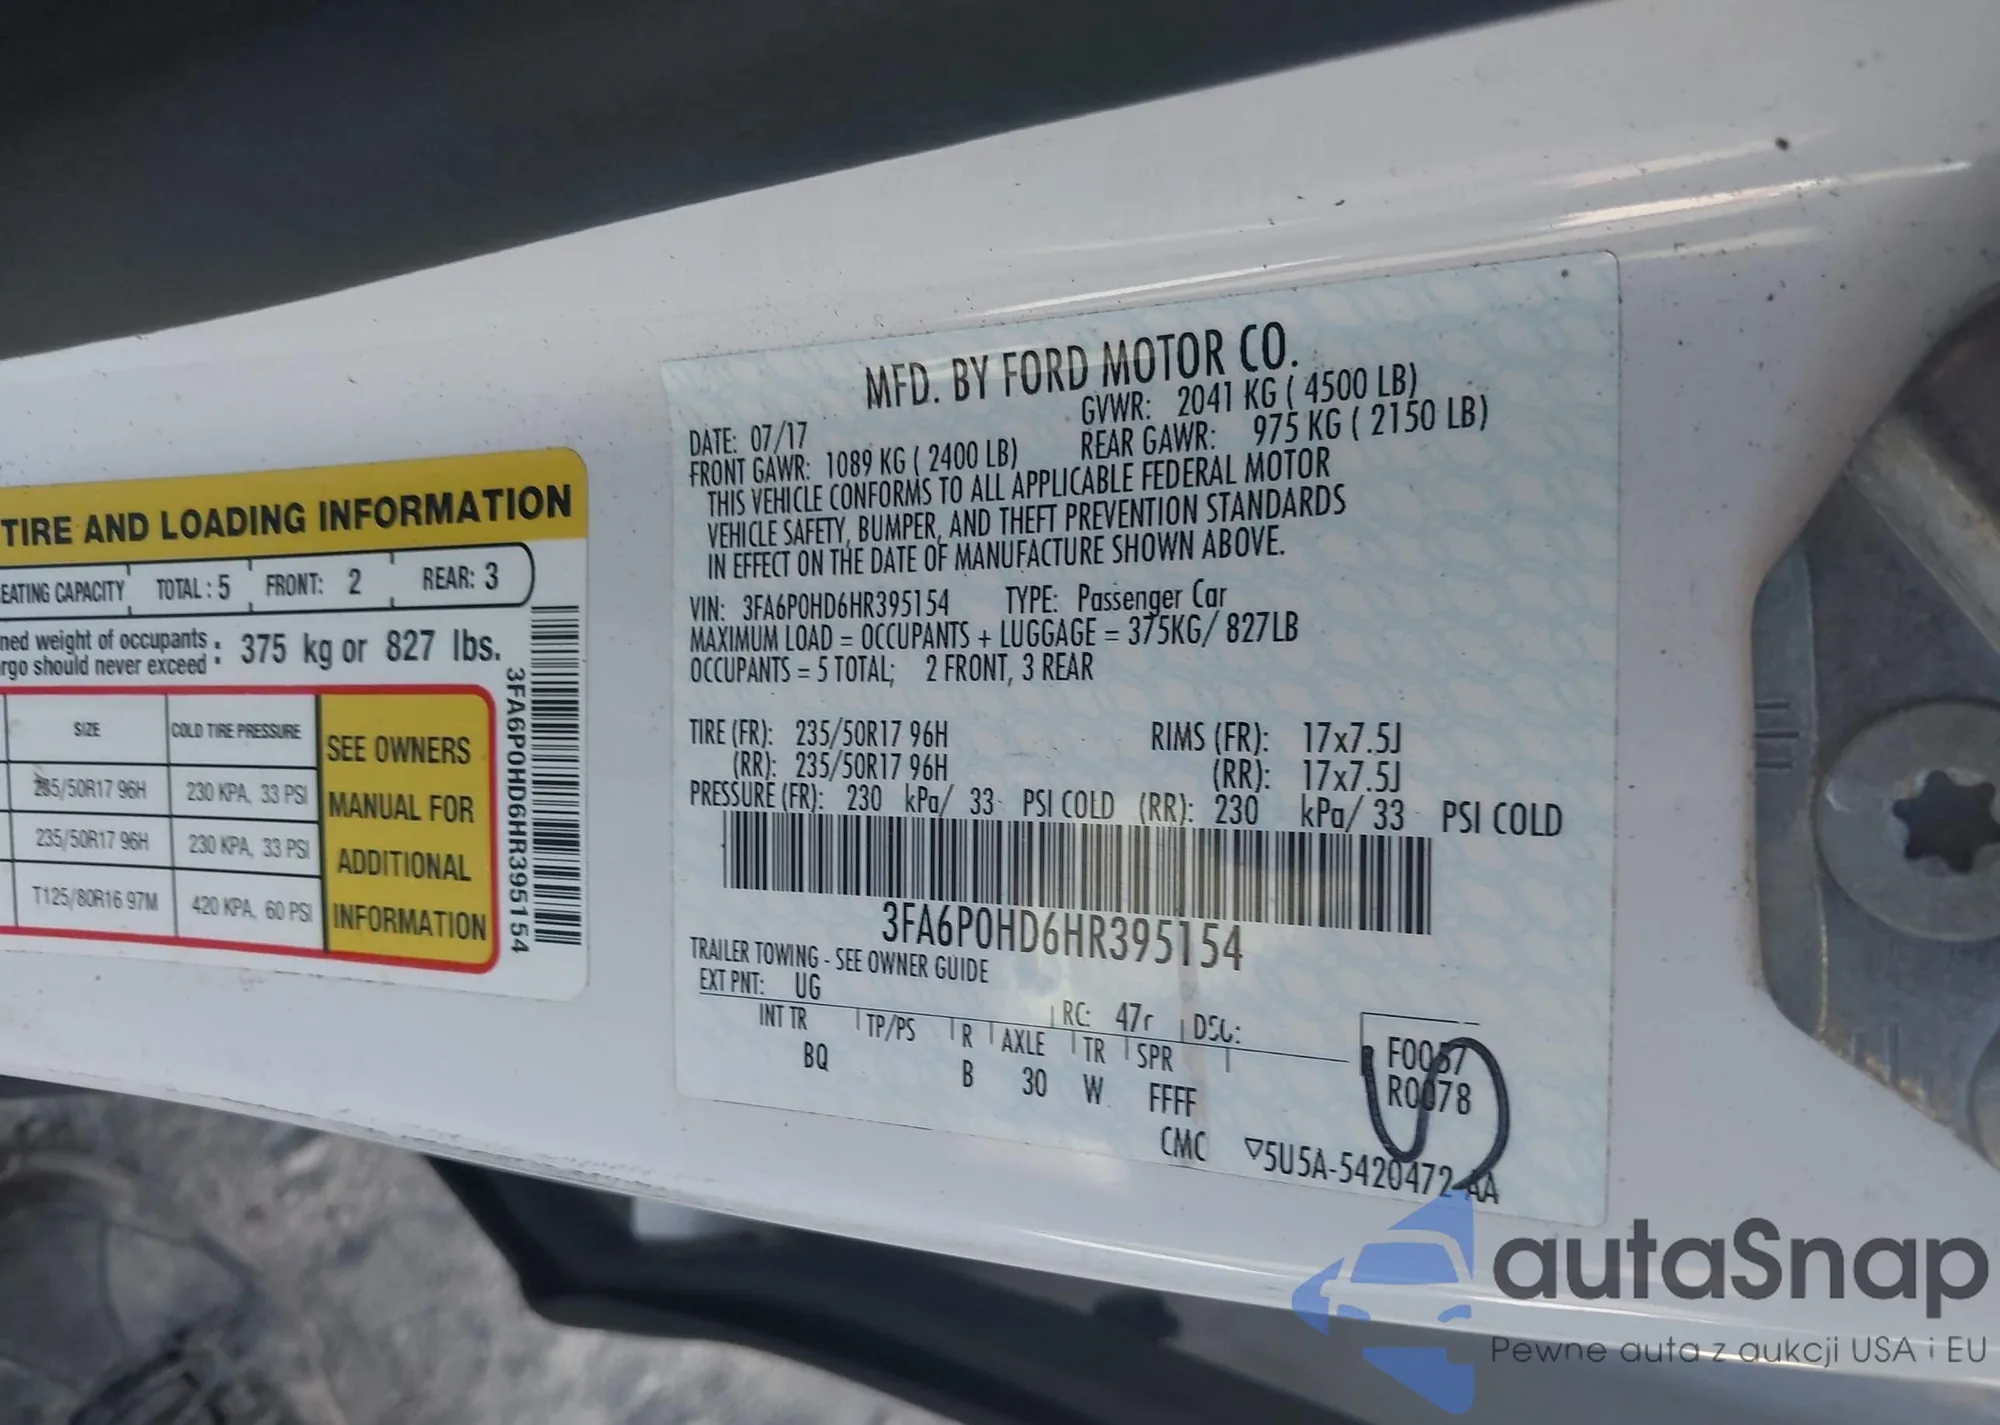 TIRE AND LOADING INFORMATION
EATING CAPACITY TOTAL : 5 FRONT: 2 REAR: 3
ned weight of occupants : 375 kg or 827 lbs.
rgo should never exceed
SIZE COLD TIRE PRESSURE
235/50R17 96H 230 KPA, 33 PSI
235/50R17 96H 230 KPA, 33 PSI
T125/80R16 97M 420 KPA, 60 PSI
SEE OWNERS
MANUAL FOR
ADDITIONAL
INFORMATION
3FA6P0HD6HR395154
MFD. BY FORD MOTOR CO.
DATE: 07/17 GVWR: 2041 KG ( 4500 LB)
FRONT GAWR: 1089 KG ( 2400 LB) REAR GAWR: 975 KG ( 2150 LB)
THIS VEHICLE CONFORMS TO ALL APPLICABLE FEDERAL MOTOR
VEHICLE SAFETY, BUMPER, AND THEFT PREVENTION STANDARDS
IN EFFECT ON THE DATE OF MANUFACTURE SHOWN ABOVE.
VIN: 3FA6P0HD6HR395154 TYPE: Passenger Car
MAXIMUM LOAD = OCCUPANTS + LUGGAGE = 375KG/ 827LB
OCCUPANTS = 5 TOTAL; 2 FRONT, 3 REAR
TIRE (FR): 235/50R17 96H RIMS (FR): 17x7.5J
(RR): 235/50R17 96H (RR): 17x7.5J
PRESSURE (FR): 230 kPa/ 33 PSI COLD (RR): 230 kPa/ 33 PSI COLD
3FA6P0HD6HR395154
TRAILER TOWING - SEE OWNER GUIDE
EXT PNT: UG RC: 47 DSO:
INT TR TP/PS R AXLE TR SPR
BQ B 30 W FFFF
F0057
R0078
CMC ▽5U5A-5420472-AA
autaSnap
Pewne auta z aukcji USA i EU